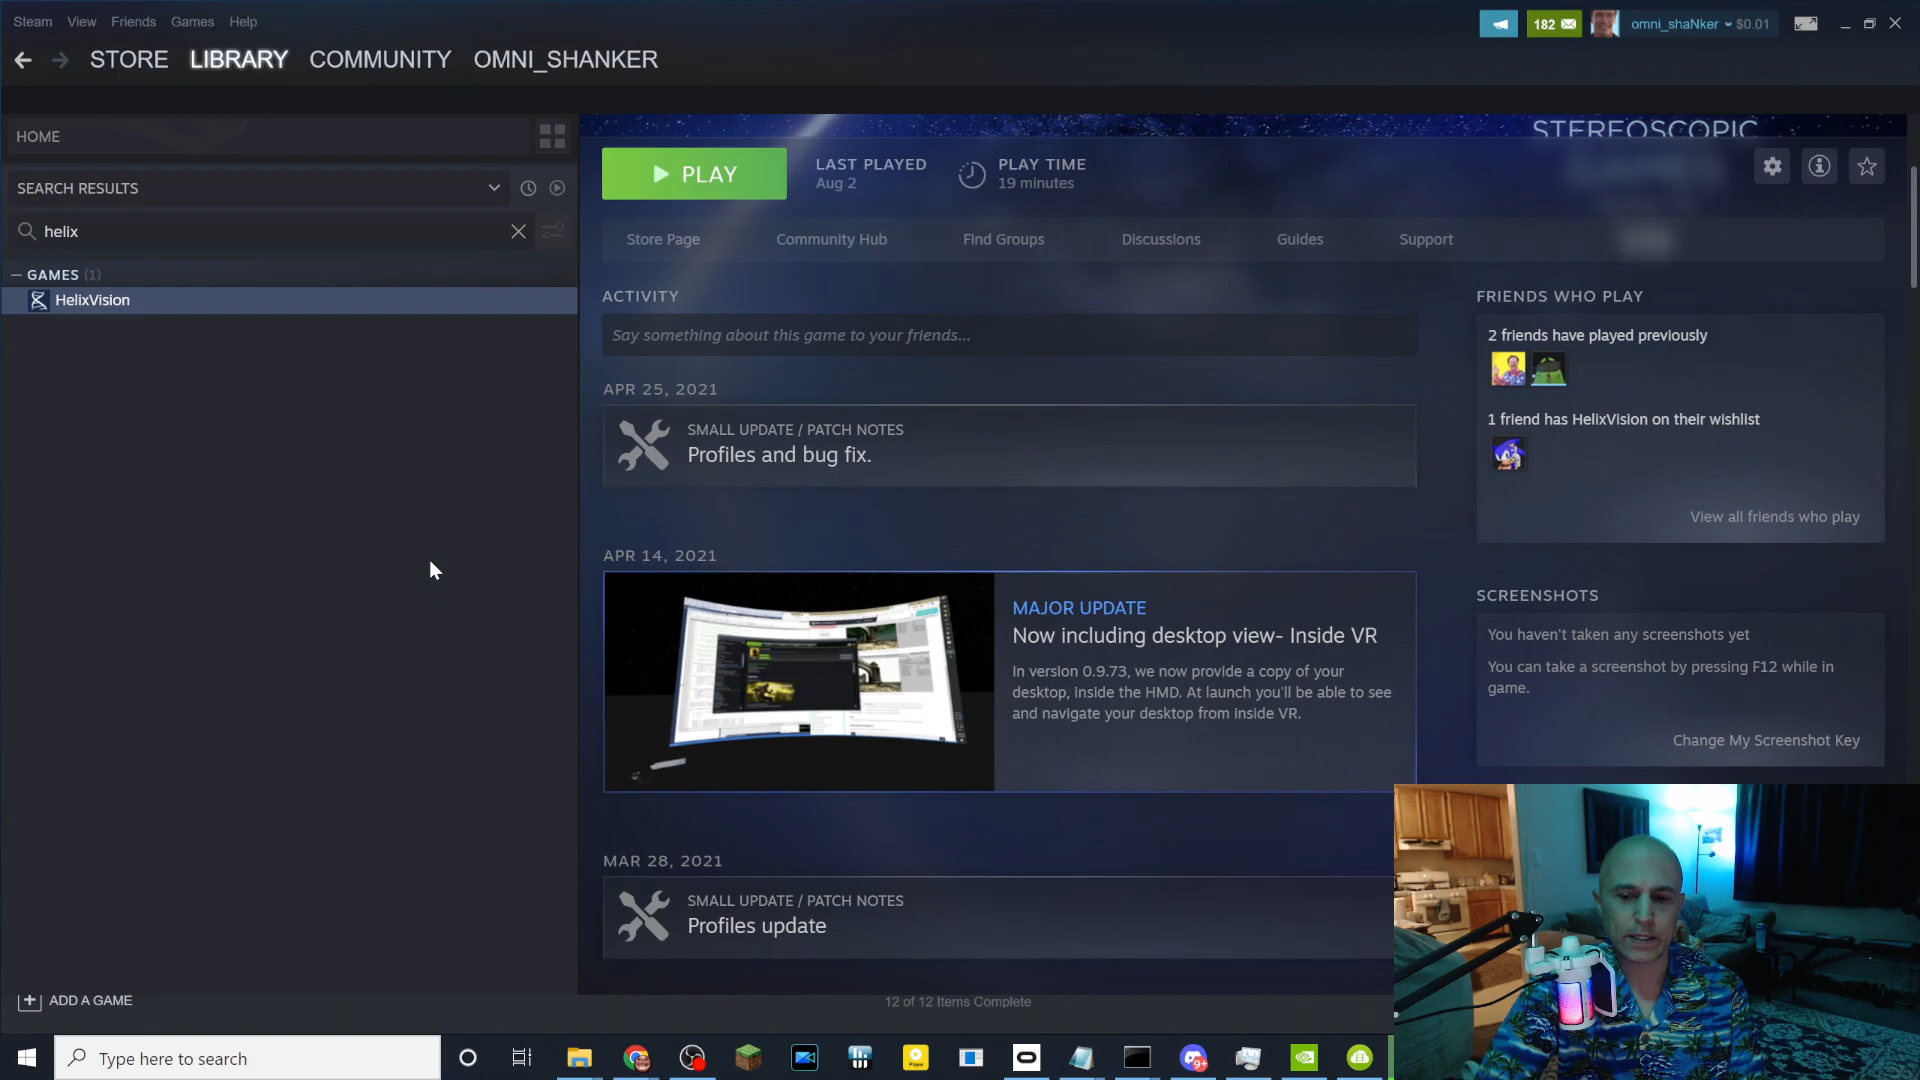 Steam View Friends Games Help
182
omni_shaNker $0.01
STORE LIBRARY COMMUNITY OMNI_SHANKER
HOME
SEARCH RESULTS
helix
GAMES (1)
HelixVision
STEREOSCOPIC
PLAY
LAST PLAYED
Aug 2
PLAY TIME
19 minutes
Store Page Community Hub Find Groups Discussions Guides Support
ACTIVITY
Say something about this game to your friends...
APR 25, 2021
SMALL UPDATE / PATCH NOTES
Profiles and bug fix.
APR 14, 2021
MAJOR UPDATE
Now including desktop view- Inside VR
In version 0.9.73, we now provide a copy of your
desktop, inside the HMD. At launch you'll be able to see
and navigate your desktop from inside VR.
MAR 28, 2021
SMALL UPDATE / PATCH NOTES
Profiles update
FRIENDS WHO PLAY
2 friends have played previously
1 friend has HelixVision on their wishlist
View all friends who play
SCREENSHOTS
You haven't taken any screenshots yet
You can take a screenshot by pressing F12 while in
game.
Change My Screenshot Key
ADD A GAME
12 of 12 Items Complete
Type here to search
9+